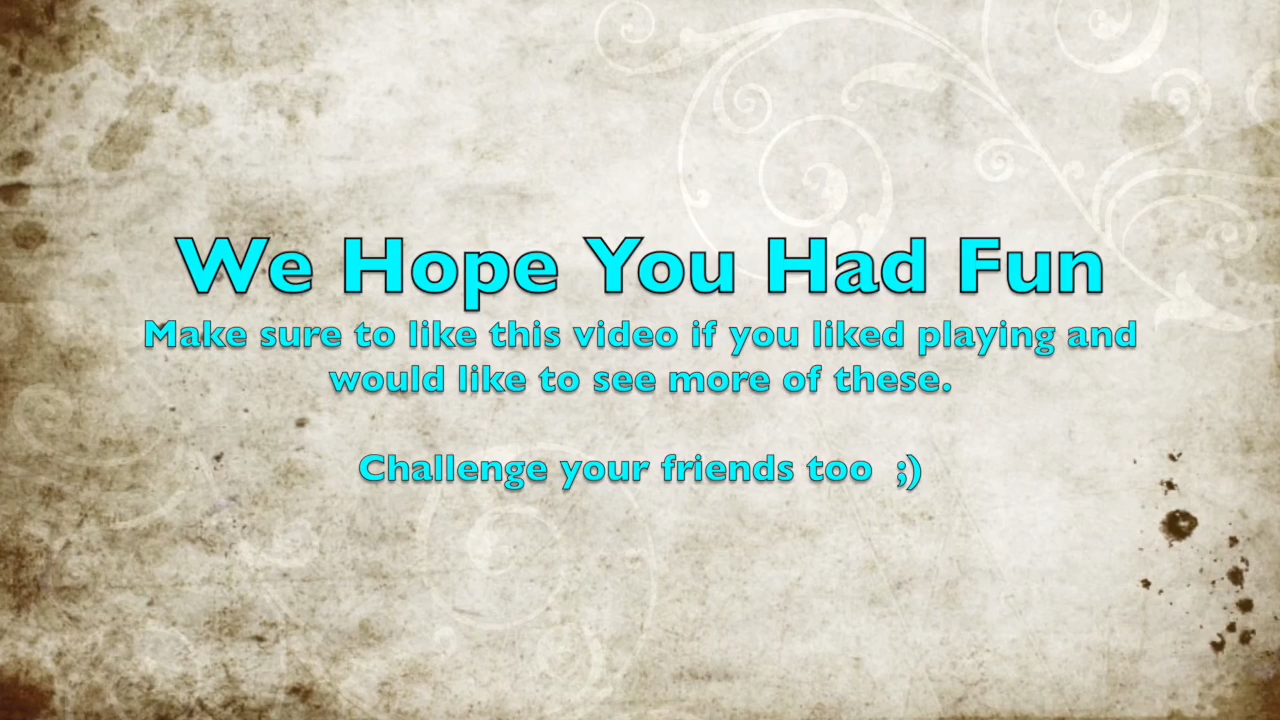 We Hope You Had Fun
Make sure to like this video if you liked playing and
would like to see more of these.
Challenge your friends too  ;)